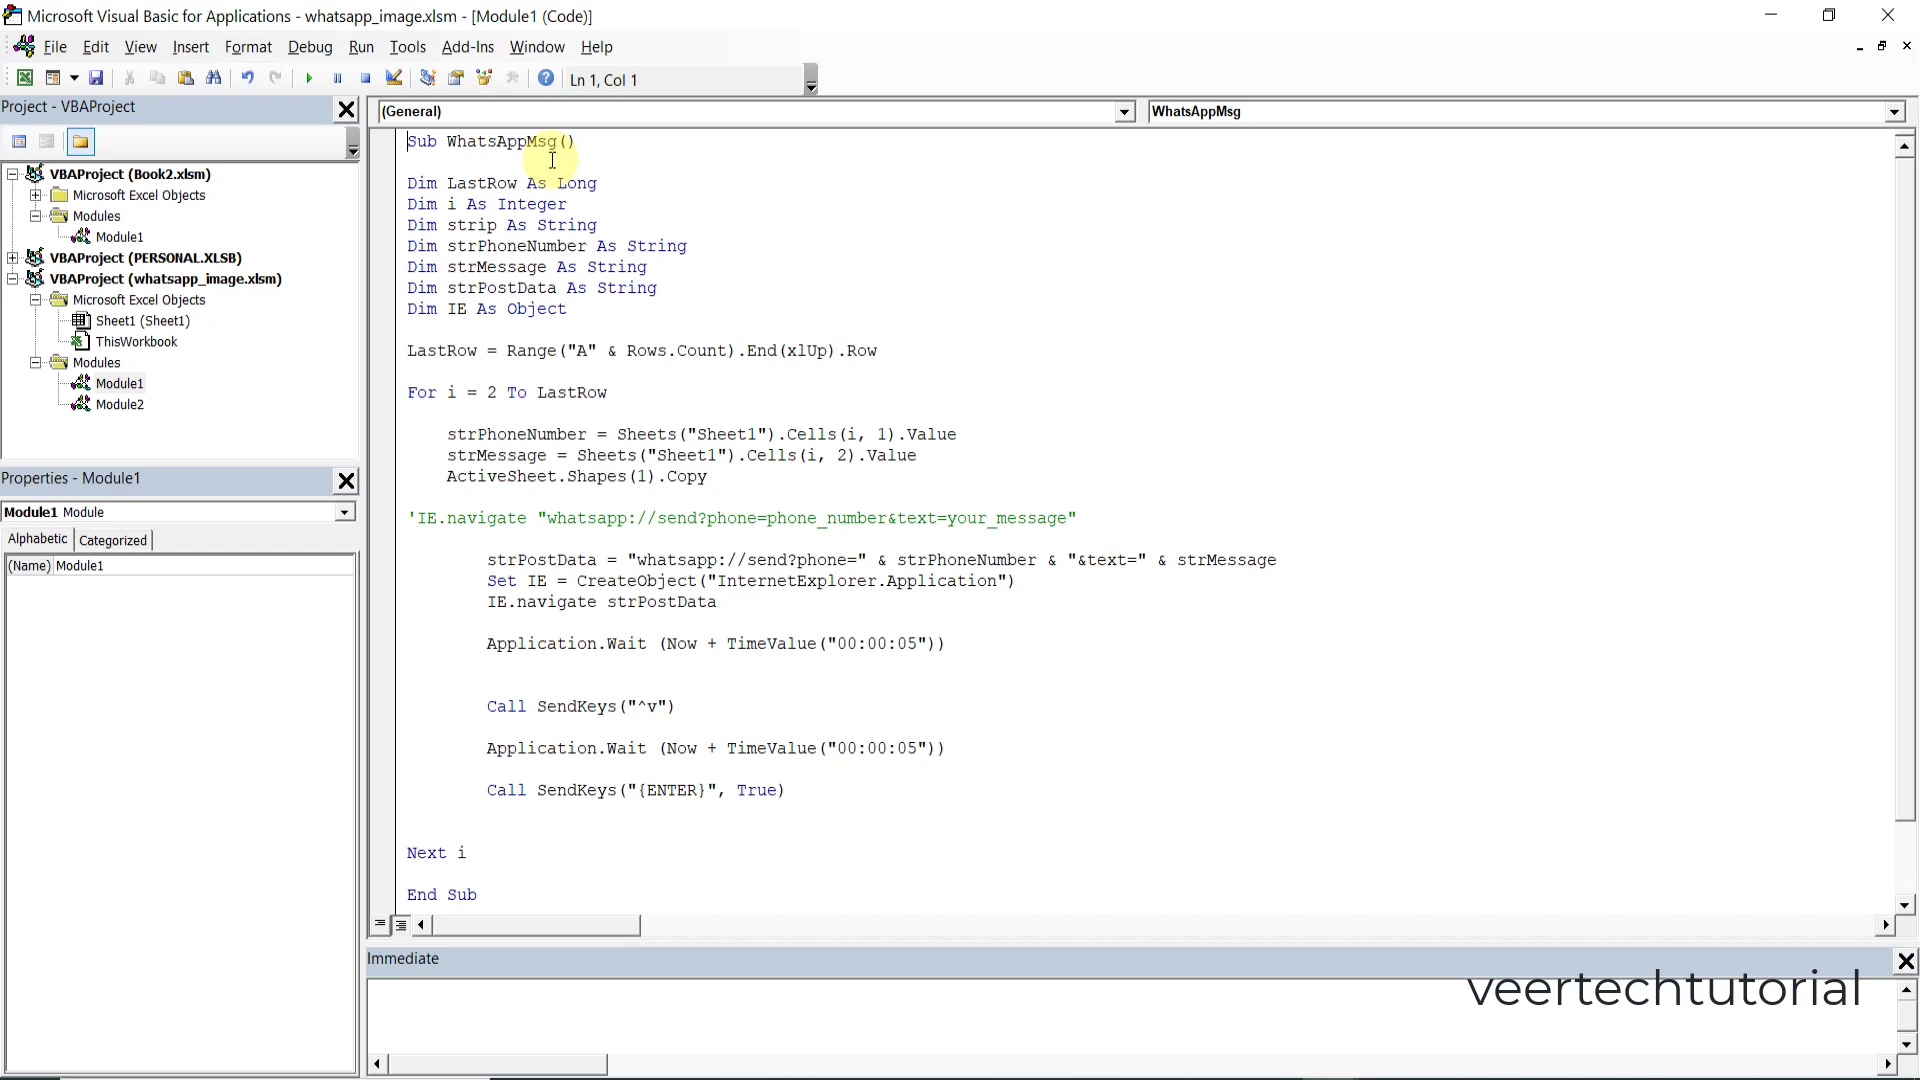 Microsoft Visual Basic for Applications - whatsapp_image.xlsm - [Module1 (Code)]
File Edit View Insert Format Debug Run Tools Add-Ins Window Help
Ln 1, Col 1
Project - VBAProject
(General)
WhatsAppMsg
VBAProject (Book2.xlsm)
Microsoft Excel Objects
Modules
Module1
VBAProject (PERSONAL.XLSB)
VBAProject (whatsapp_image.xlsm)
Microsoft Excel Objects
Sheet1 (Sheet1)
ThisWorkbook
Modules
Module1
Module2
Properties - Module1
Module1 Module
Alphabetic Categorized
(Name) Module1
Sub WhatsAppMsg()
Dim LastRow As Long
Dim i As Integer
Dim strip As String
Dim strPhoneNumber As String
Dim strMessage As String
Dim strPostData As String
Dim IE As Object
LastRow = Range("A" & Rows.Count).End(xlUp).Row
For i = 2 To LastRow
strPhoneNumber = Sheets("Sheet1").Cells(i, 1).Value
strMessage = Sheets("Sheet1").Cells(i, 2).Value
ActiveSheet.Shapes(1).Copy
'IE.navigate "whatsapp://send?phone=phone_number&text=your_message"
strPostData = "whatsapp://send?phone=" & strPhoneNumber & "&text=" & strMessage
Set IE = CreateObject("InternetExplorer.Application")
IE.navigate strPostData
Application.Wait (Now + TimeValue("00:00:05"))
Call SendKeys("^v")
Application.Wait (Now + TimeValue("00:00:05"))
Call SendKeys("{ENTER}", True)
Next i
End Sub
Immediate
veertechtutorial